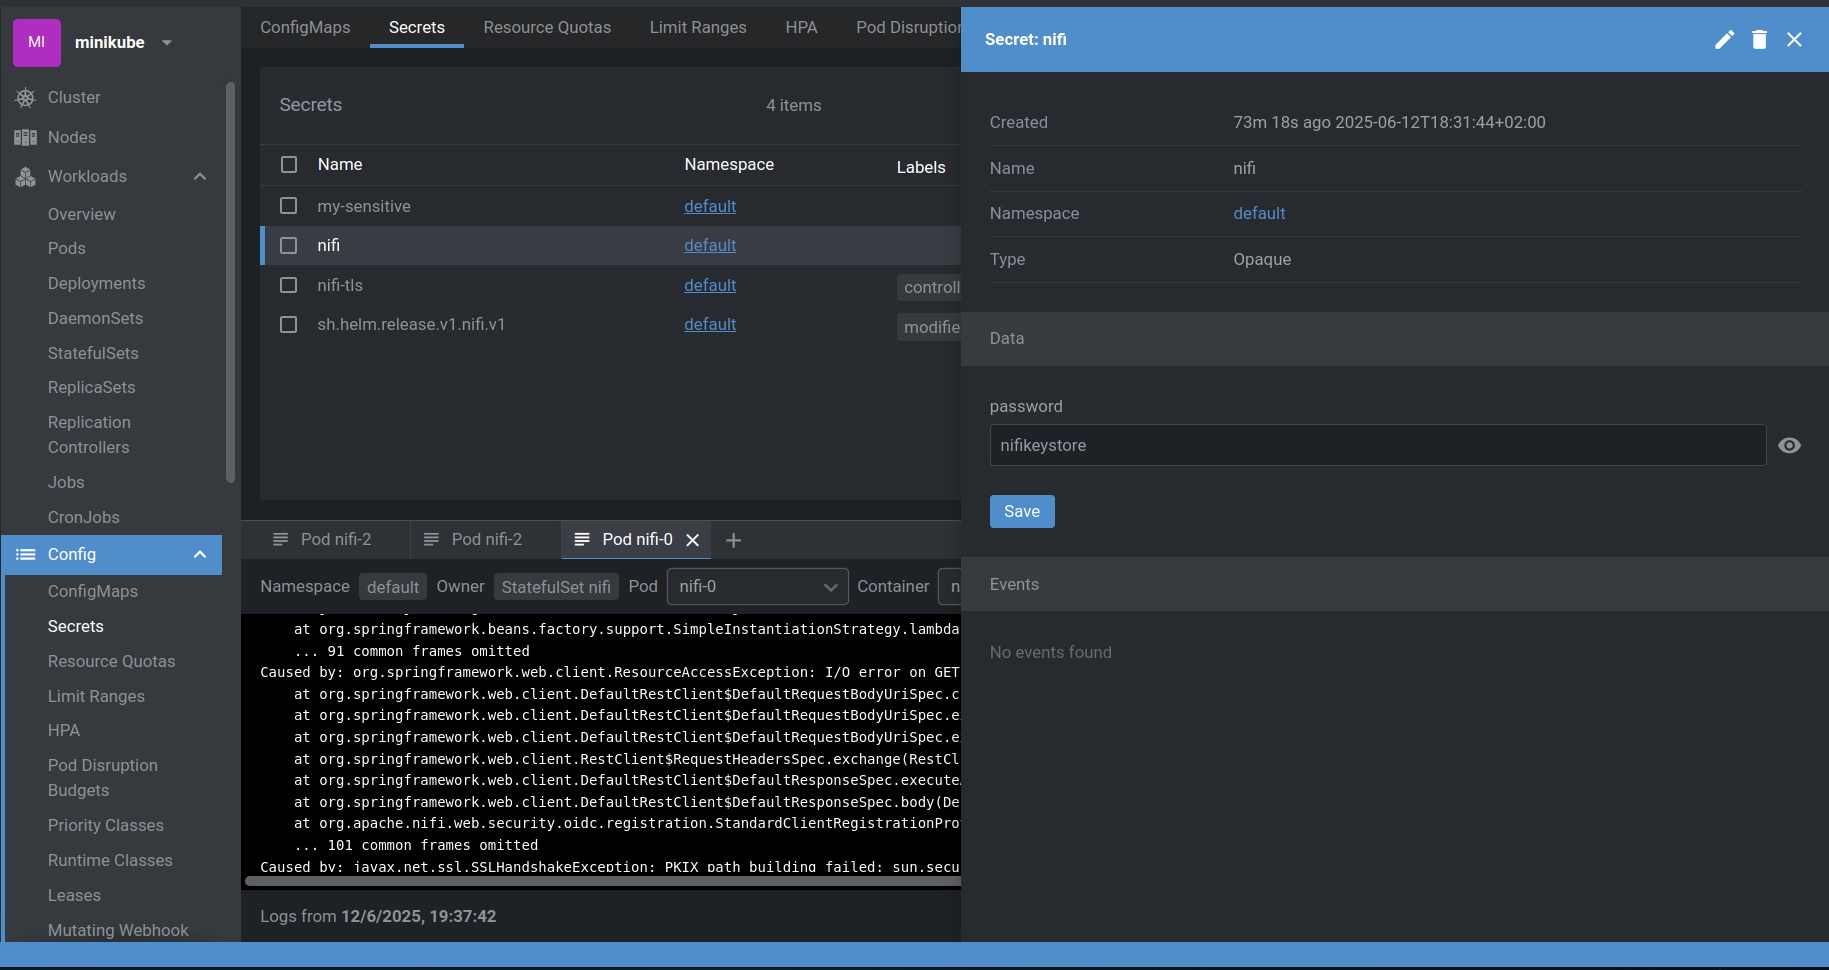 MI
minikube
Cluster
Nodes
Workloads
Overview
Pods
Deployments
DaemonSets
StatefulSets
ReplicaSets
Replication
Controllers
Jobs
CronJobs
Config
ConfigMaps
Secrets
Resource Quotas
Limit Ranges
HPA
Pod Disruption
Budgets
Priority Classes
Runtime Classes
Leases
Mutating Webhook
ConfigMaps Secrets Resource Quotas Limit Ranges HPA Pod Disruption
Secrets 4 items
Name Namespace Labels
my-sensitive default
nifi default
nifi-tls default controll
sh.helm.release.v1.nifi.v1 default modifie
Pod nifi-2 Pod nifi-2 Pod nifi-0
Namespace default Owner StatefulSet nifi Pod nifi-0 Container n
at org.springframework.beans.factory.support.SimpleInstantiationStrategy.lambda
... 91 common frames omitted
Caused by: org.springframework.web.client.ResourceAccessException: I/O error on GET
at org.springframework.web.client.DefaultRestClient$DefaultRequestBodyUriSpec.c
at org.springframework.web.client.DefaultRestClient$DefaultRequestBodyUriSpec.e
at org.springframework.web.client.DefaultRestClient$DefaultRequestBodyUriSpec.e
at org.springframework.web.client.RestClient$RequestHeadersSpec.exchange(RestCl
at org.springframework.web.client.DefaultRestClient$DefaultResponseSpec.execute
at org.springframework.web.client.DefaultRestClient$DefaultResponseSpec.body(De
at org.apache.nifi.web.security.oidc.registration.StandardClientRegistrationPro
... 101 common frames omitted
Caused by: javax.net.ssl.SSLHandshakeException: PKIX path building failed: sun.secu
Logs from 12/6/2025, 19:37:42
Secret: nifi
Created 73m 18s ago 2025-06-12T18:31:44+02:00
Name nifi
Namespace default
Type Opaque
Data
password
nifikeystore
Save
Events
No events found